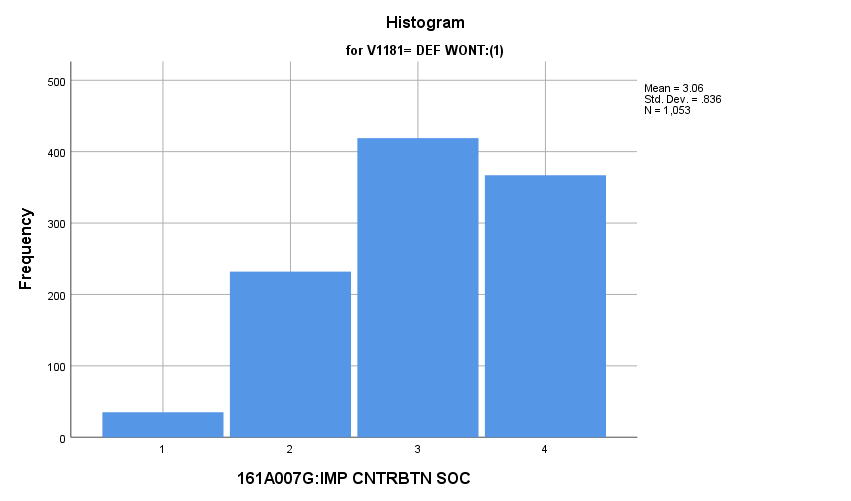 Histogram
for V1181= DEF WONT:(1)
Mean = 3.06
Std. Dev. = .836
N = 1,053
Frequency
500
400
300
200
100
0
1 2 3 4
161A007G:IMP CNTRBTN SOC